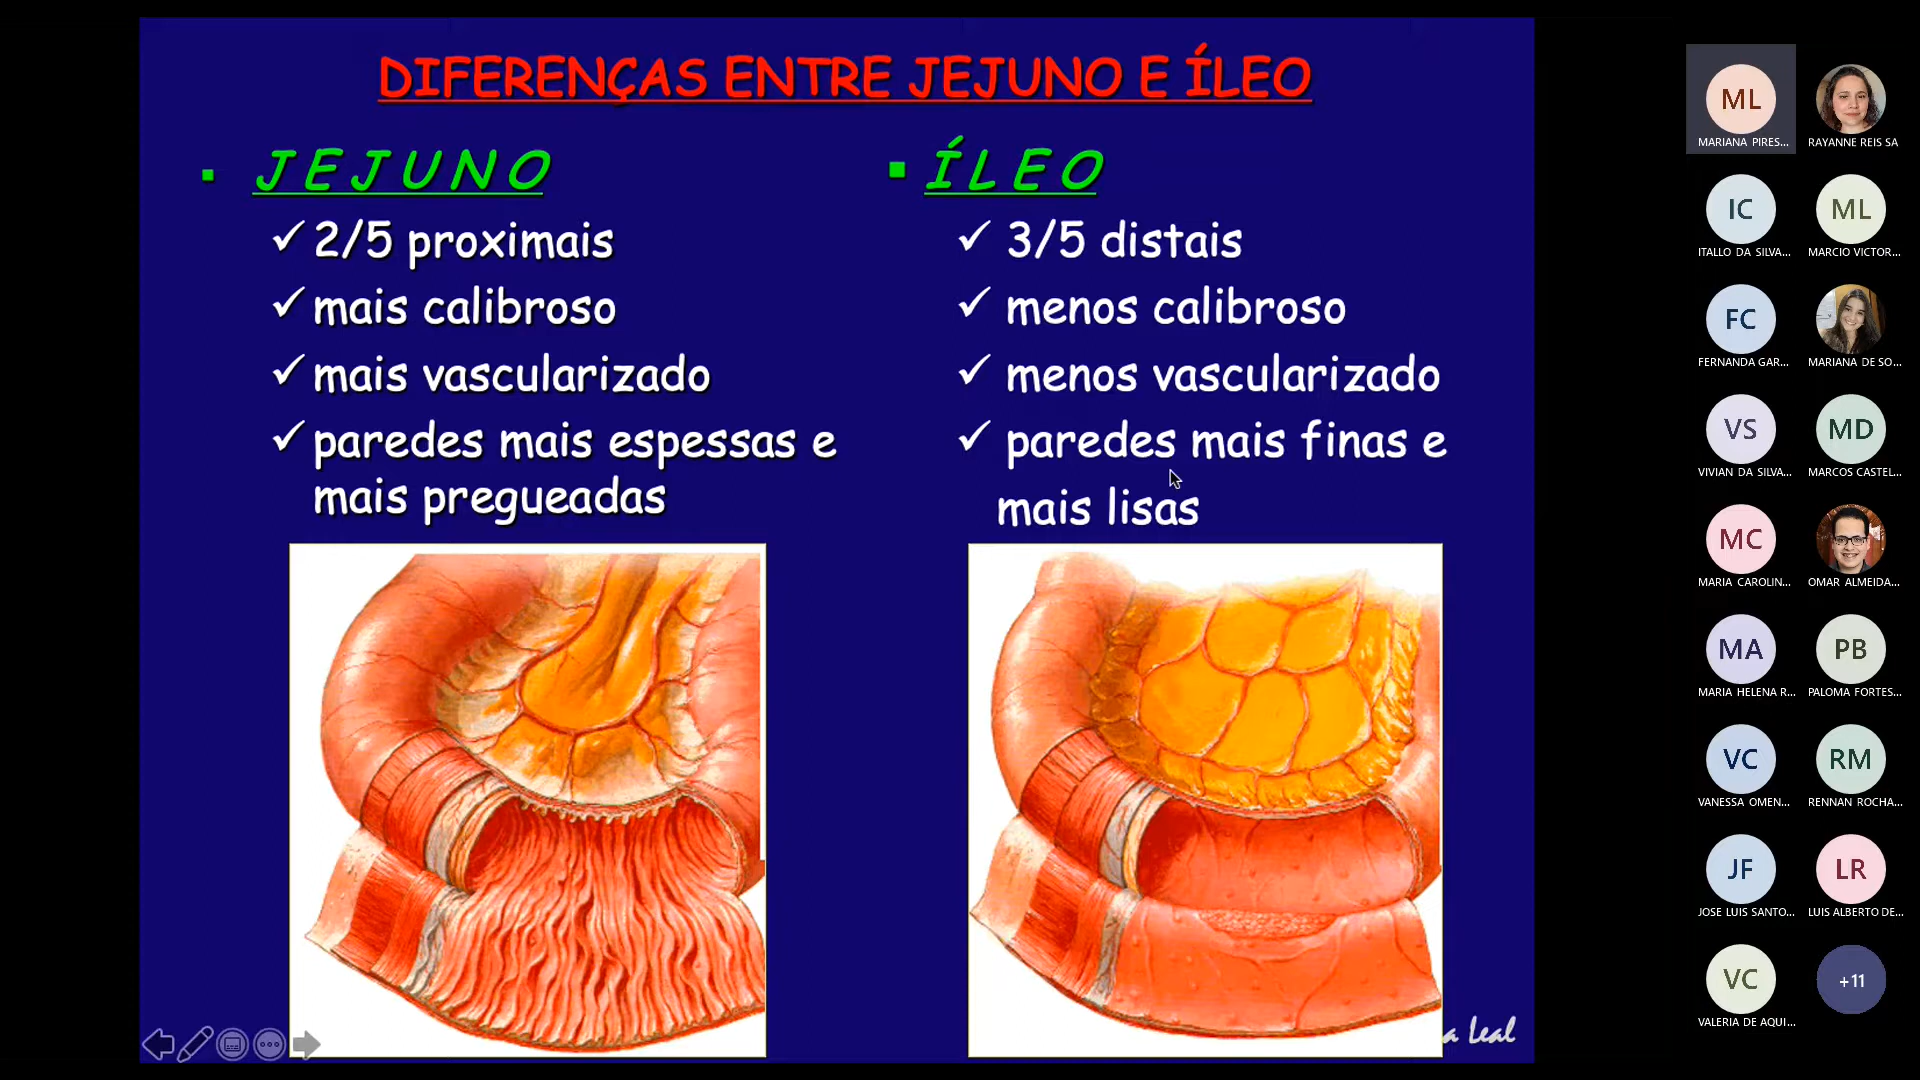 DIFERENÇAS ENTRE JEJUNO E ÍLEO
JEJUNO
2/5 proximais
mais calibroso
mais vascularizado
paredes mais espessas e
mais pregueadas
ÍLEO
3/5 distais
menos calibroso
menos vascularizado
paredes mais finas e
mais lisas
a Leal
ML
MARIANA PIRES...
RAYANNE REIS SA
IC
ITALLO DA SILVA...
ML
MARCIO VICTOR...
FC
FERNANDA GAR...
MARIANA DE SO...
VS
VIVIAN DA SILVA...
MD
MARCOS CASTEL...
MC
MARIA CAROLIN...
OMAR ALMEIDA...
MA
MARIA HELENA R...
PB
PALOMA FORTES...
VC
VANESSA OMEN...
RM
RENNAN ROCHA...
JF
JOSE LUIS SANTO...
LR
LUIS ALBERTO DE...
VC
VALERIA DE AQUI...
+11